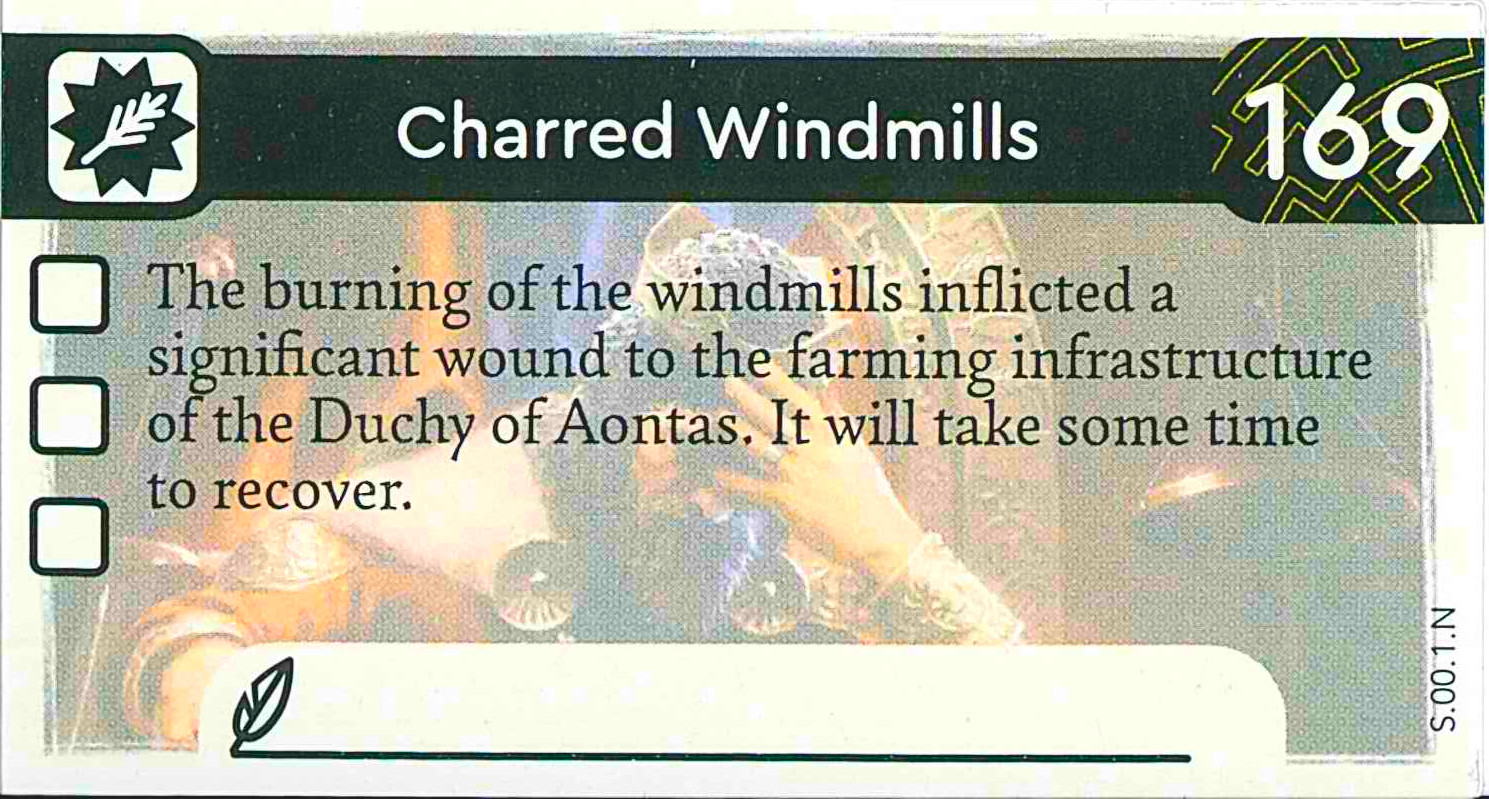 Charred Windmills
169
The burning of the windmills inflicted a
significant wound to the farming infrastructure
of the Duchy of Aontas. It will take some time
to recover.
S.00.1.N